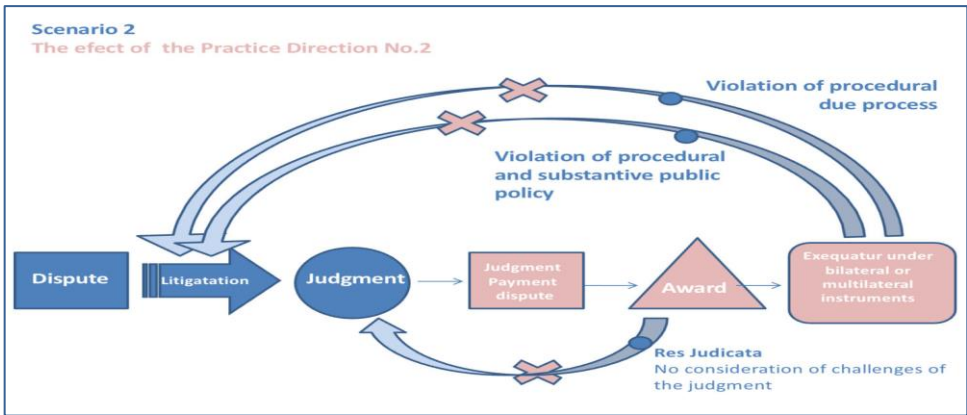 Scenario 2
The efect of the Practice Direction No.2
Violation of procedural
due process
Violation of procedural
and substantive public
policy
Dispute
Litigatation
Judgment
Judgment
Payment
dispute
Award
Exequatur under
bilateral or
multilateral
instruments
Res Judicata
No consideration of challenges of
the judgment